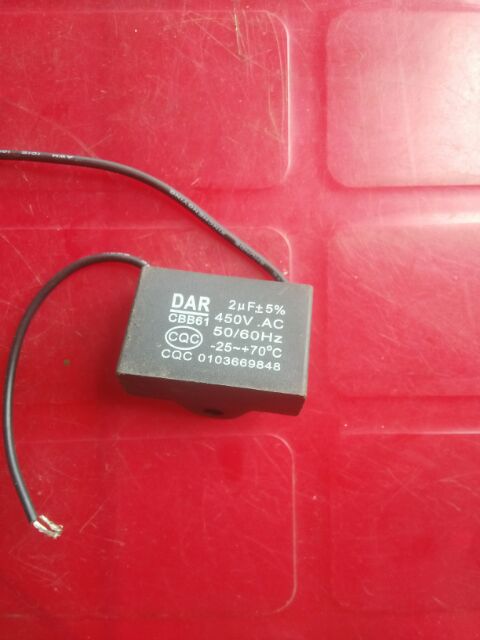 DAR 2μF±5%
CBB61 450V.AC
CQC 50/60Hz
-25~+70°C
CQC 0103669848